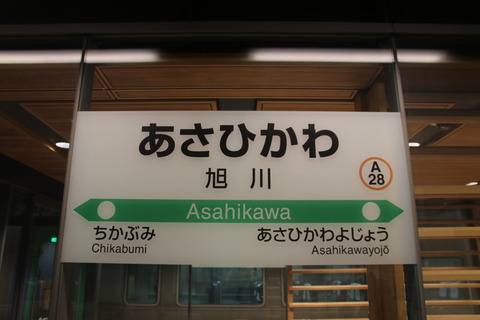 あさひかわ
旭川
A
28
Asahikawa
ちかぶみ
Chikabumi
あさひかわよじょう
Asahikawayojō